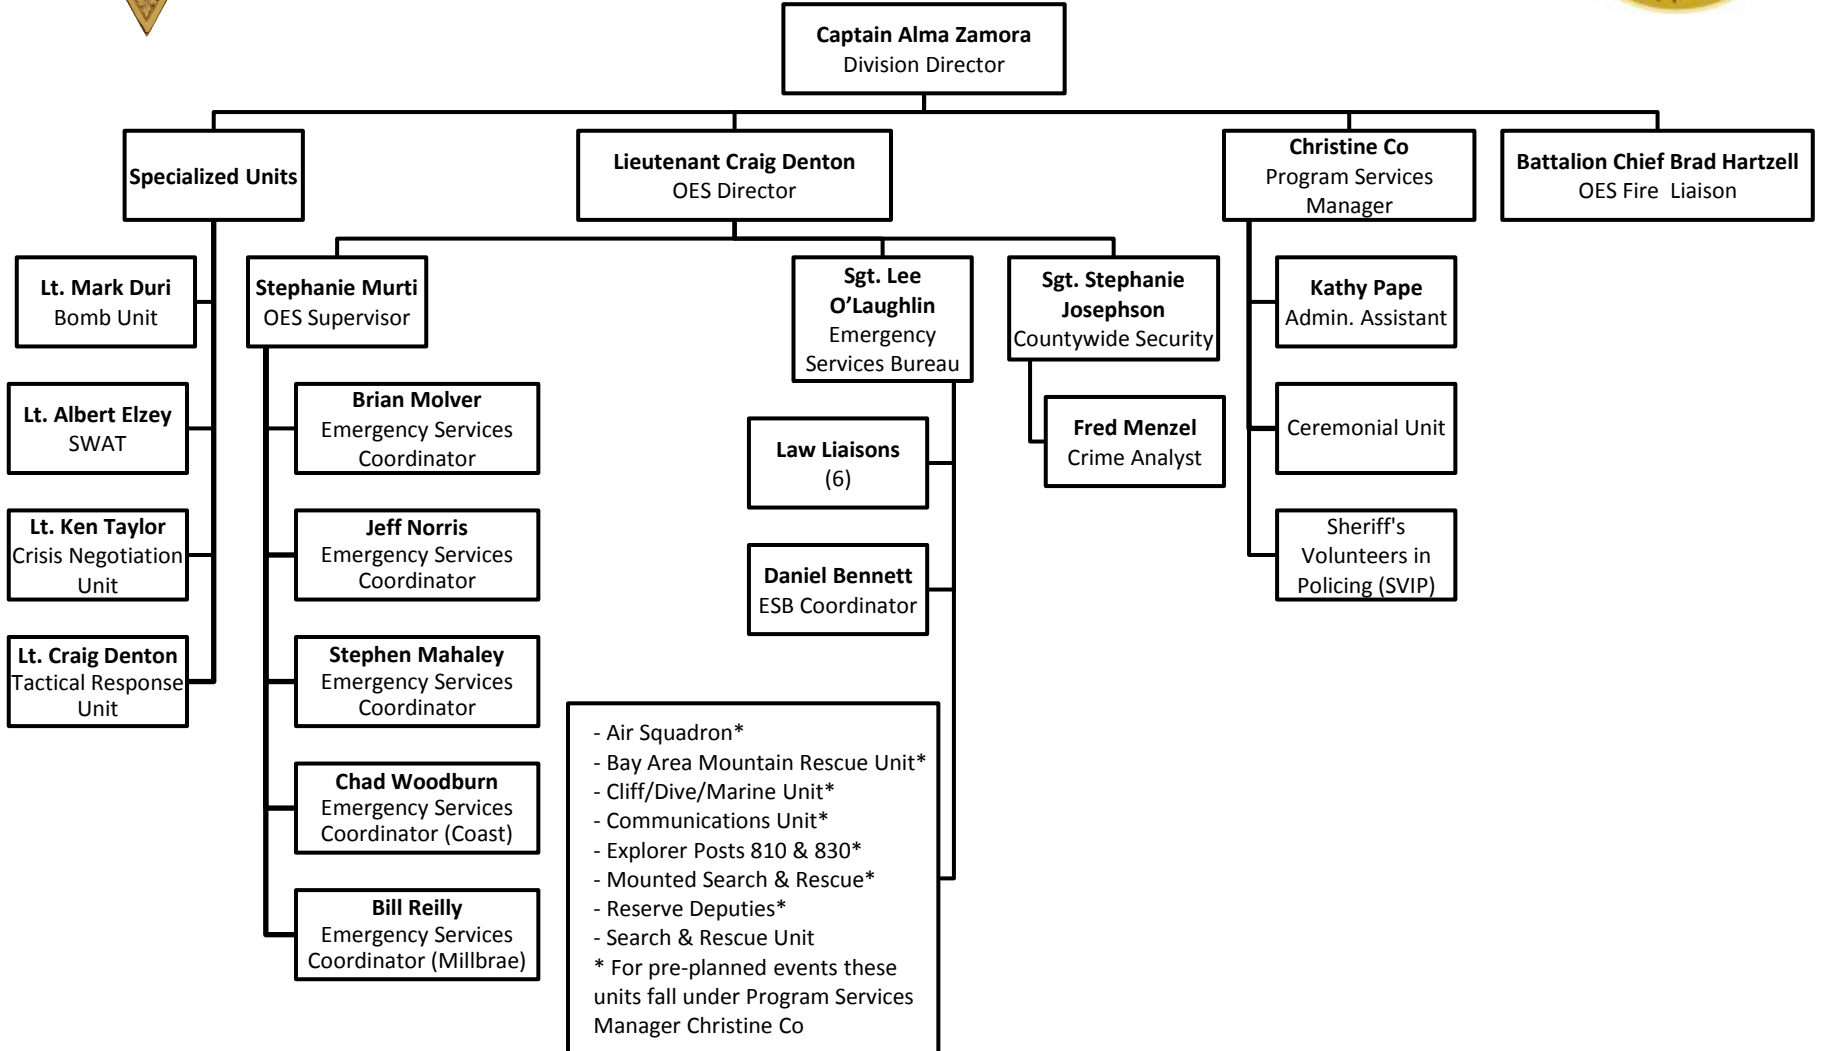 Captain Alma Zamora
Division Director
Specialized Units
Lieutenant Craig Denton
OES Director
Christine Co
Program Services
Manager
Battalion Chief Brad Hartzell
OES Fire  Liaison
Lt. Mark Duri
Bomb Unit
Lt. Albert Elzey
SWAT
Lt. Ken Taylor
Crisis Negotiation
Unit
Lt. Craig Denton
Tactical Response
Unit
Stephanie Murti
OES Supervisor
Brian Molver
Emergency Services
Coordinator
Jeff Norris
Emergency Services
Coordinator
Stephen Mahaley
Emergency Services
Coordinator
Chad Woodburn
Emergency Services
Coordinator (Coast)
Bill Reilly
Emergency Services
Coordinator (Millbrae)
Sgt. Lee
O’Laughlin
Emergency
Services Bureau
Law Liaisons
(6)
Daniel Bennett
ESB Coordinator
- Air Squadron*
- Bay Area Mountain Rescue Unit*
- Cliff/Dive/Marine Unit*
- Communications Unit*
- Explorer Posts 810 & 830*
- Mounted Search & Rescue*
- Reserve Deputies*
- Search & Rescue Unit
* For pre-planned events these
units fall under Program Services
Manager Christine Co
Sgt. Stephanie
Josephson
Countywide Security
Fred Menzel
Crime Analyst
Kathy Pape
Admin. Assistant
Ceremonial Unit
Sheriff's
Volunteers in
Policing (SVIP)